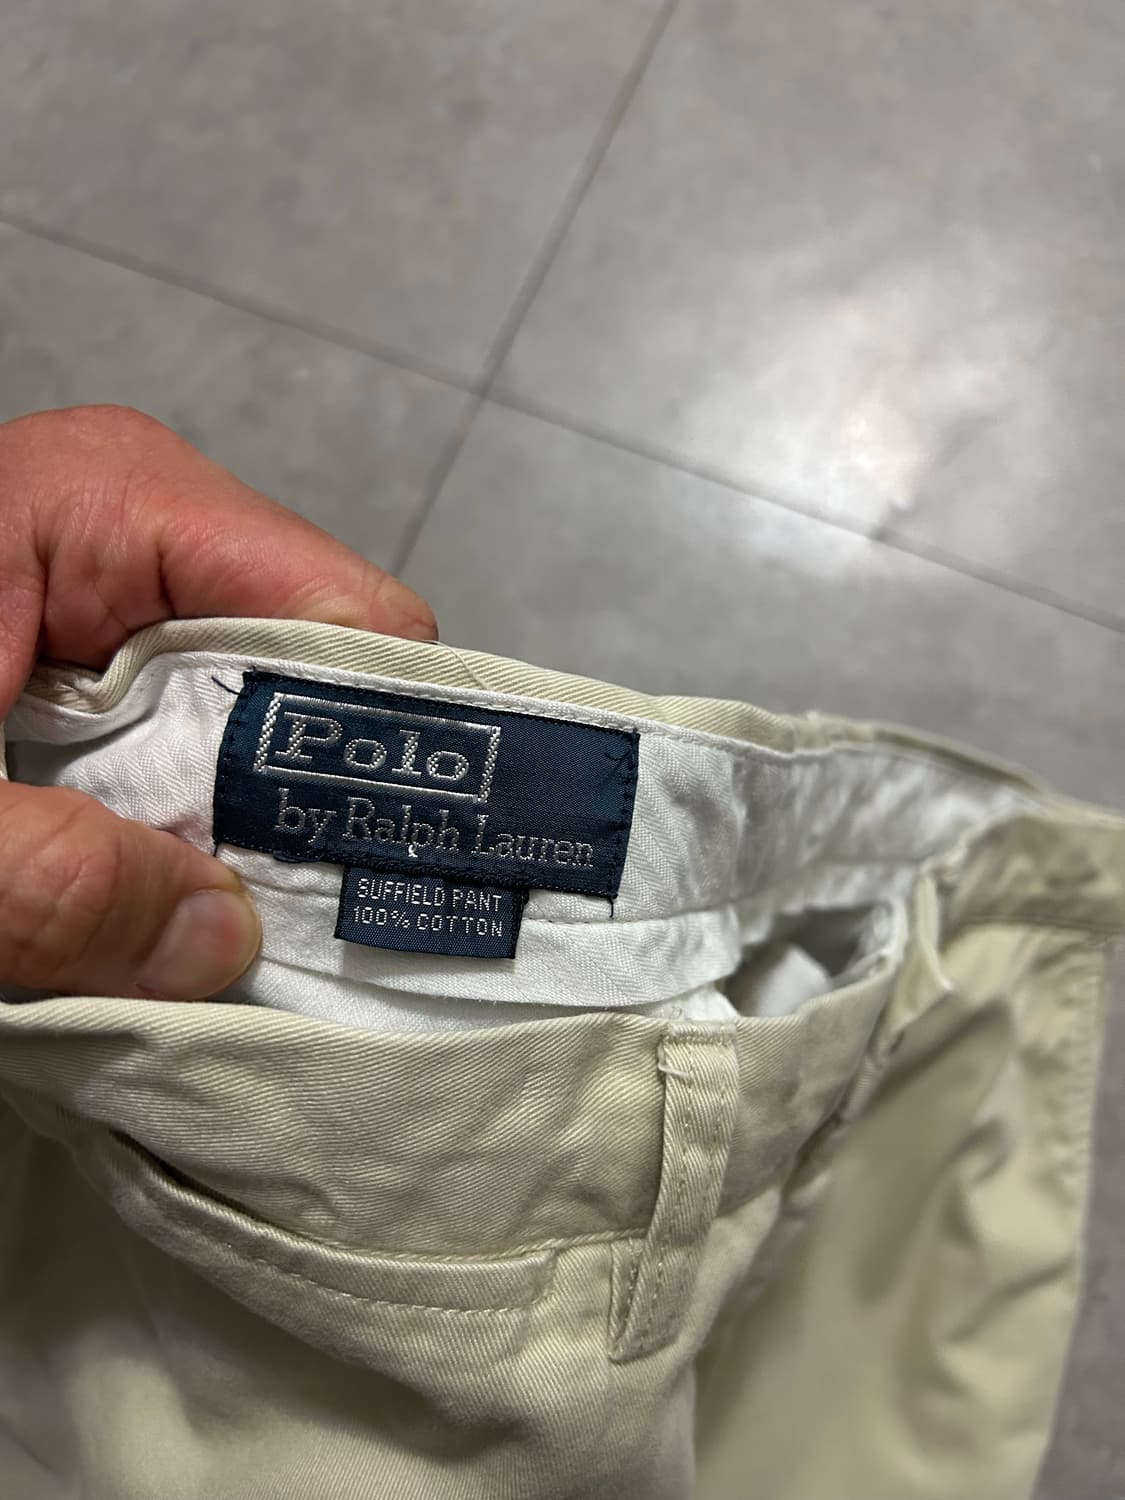 Polo
by Ralph Lauren
SUFFIELD PANT
100% COTTON